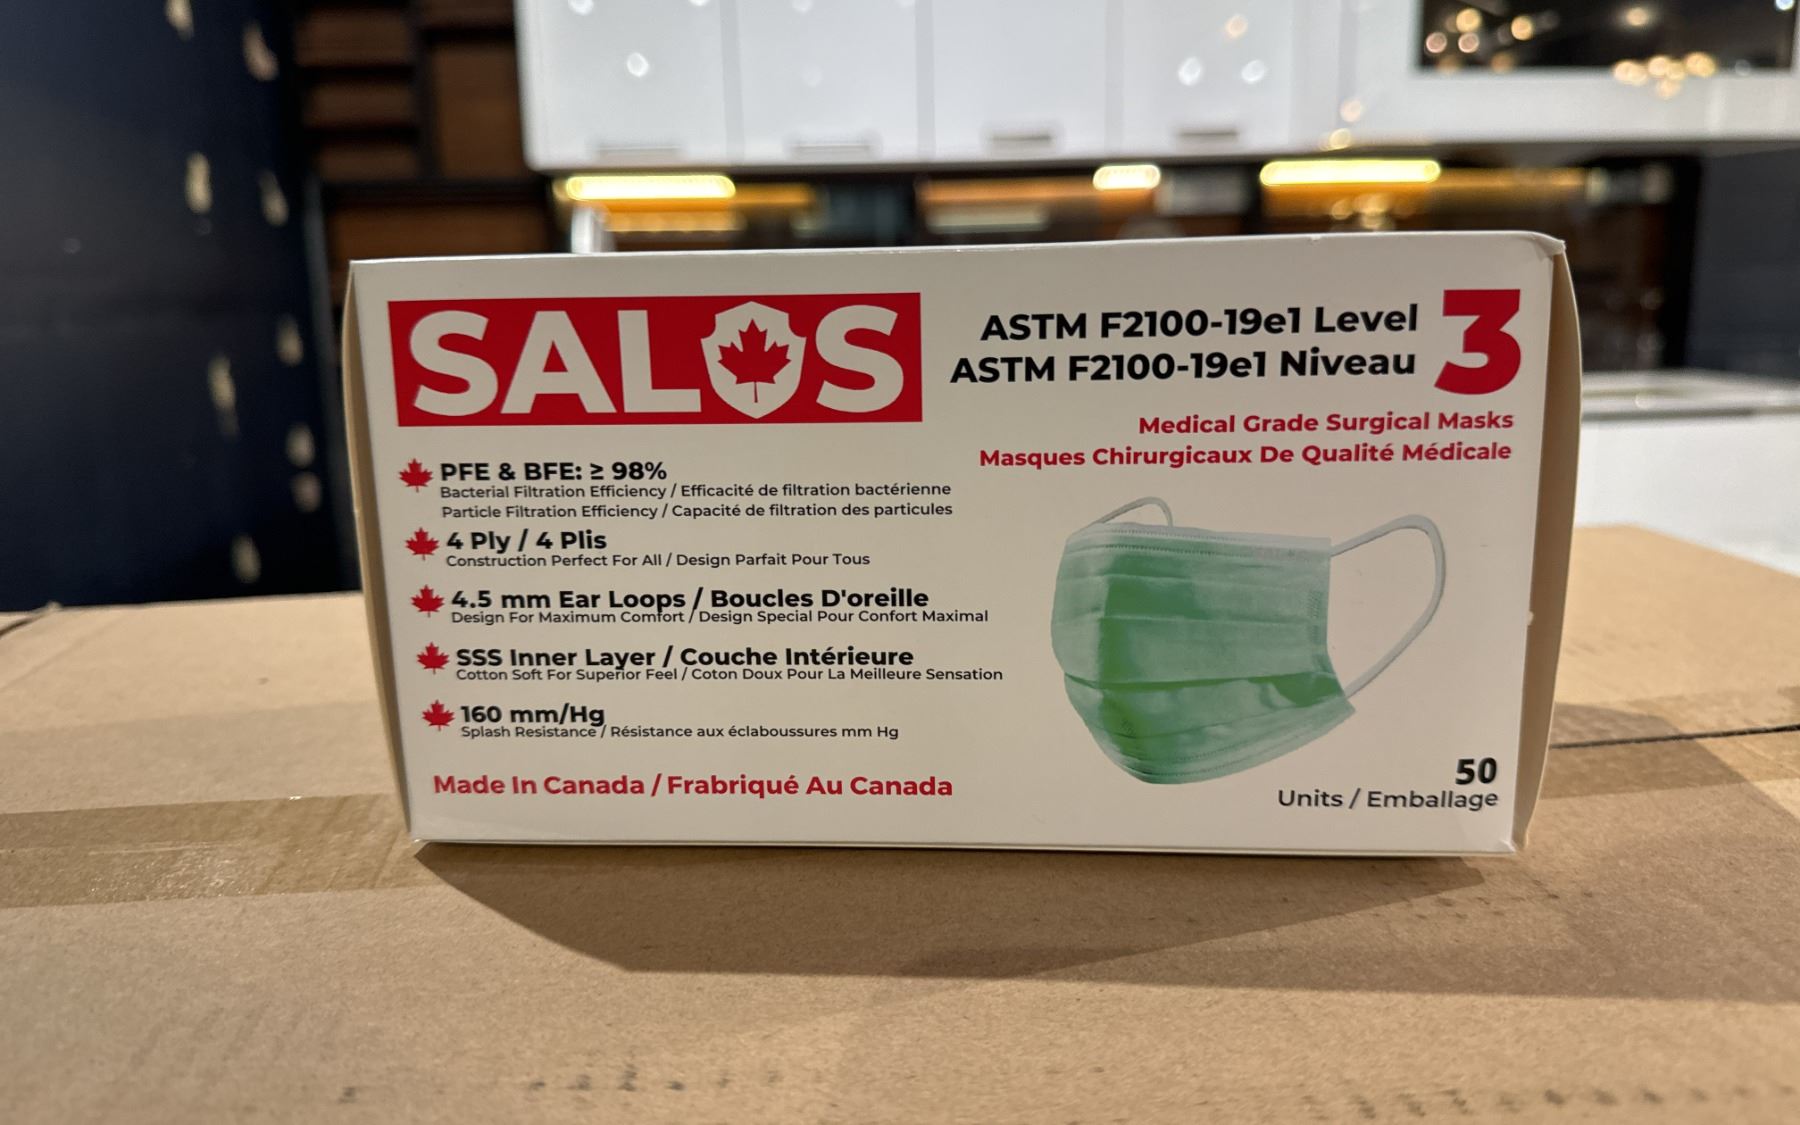 SALOS
ASTM F2100-19e1 Level 3
ASTM F2100-19e1 Niveau
Medical Grade Surgical Masks
Masques Chirurgicaux De Qualité Médicale
PFE & BFE: ≥ 98%
Bacterial Filtration Efficiency / Efficacité de filtration bactérienne
Particle Filtration Efficiency / Capacité de filtration des particules
4 Ply / 4 Plis
Construction Perfect For All / Design Parfait Pour Tous
4.5 mm Ear Loops / Boucles D'oreille
Design For Maximum Comfort / Design Special Pour Confort Maximal
SSS Inner Layer / Couche Intérieure
Cotton Soft For Superior Feel / Coton Doux Pour La Meilleure Sensation
160 mm/Hg
Splash Resistance / Résistance aux éclaboussures mm Hg
Made In Canada / Frabriqué Au Canada
50
Units / Emballage